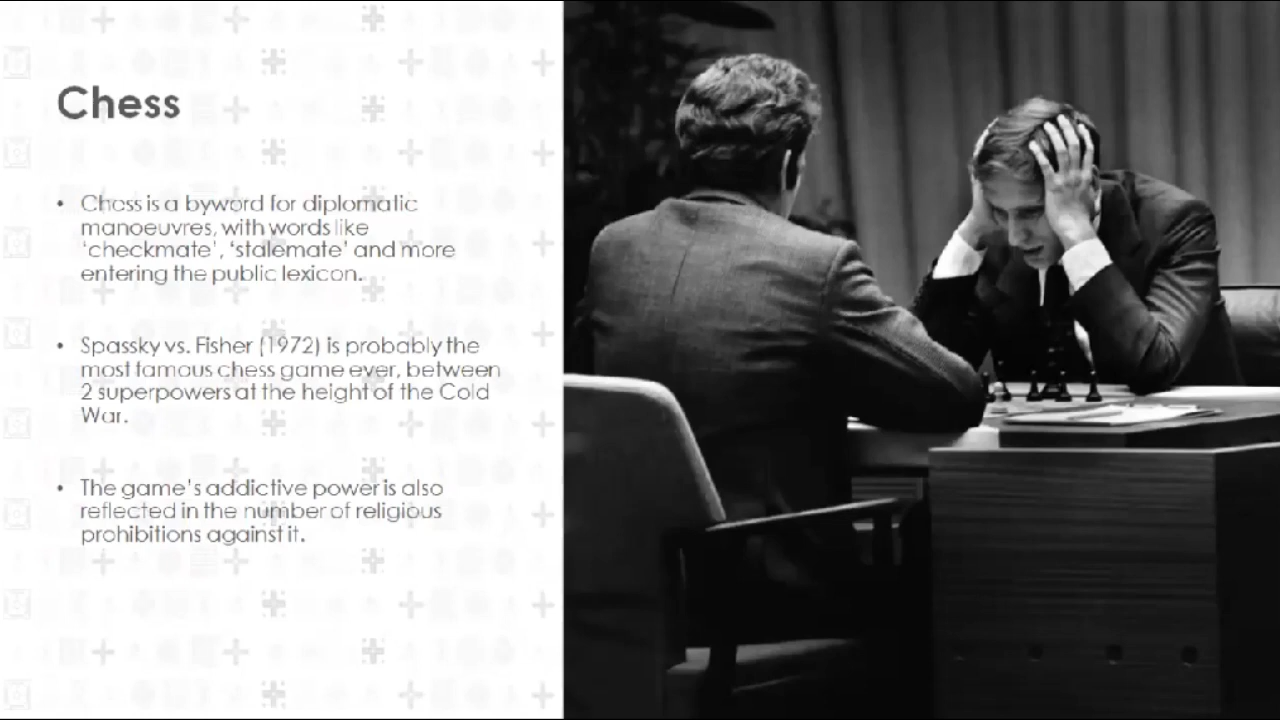 Chess
• Chess is a byword for diplomatic
manoeuvres, with words like
‘checkmate’, ‘stalemate’ and more
entering the public lexicon.
• Spassky vs. Fisher (1972) is probably the
most famous chess game ever, between
2 superpowers at the height of the Cold
War.
• The game’s addictive power is also
reflected in the number of religious
prohibitions against it.